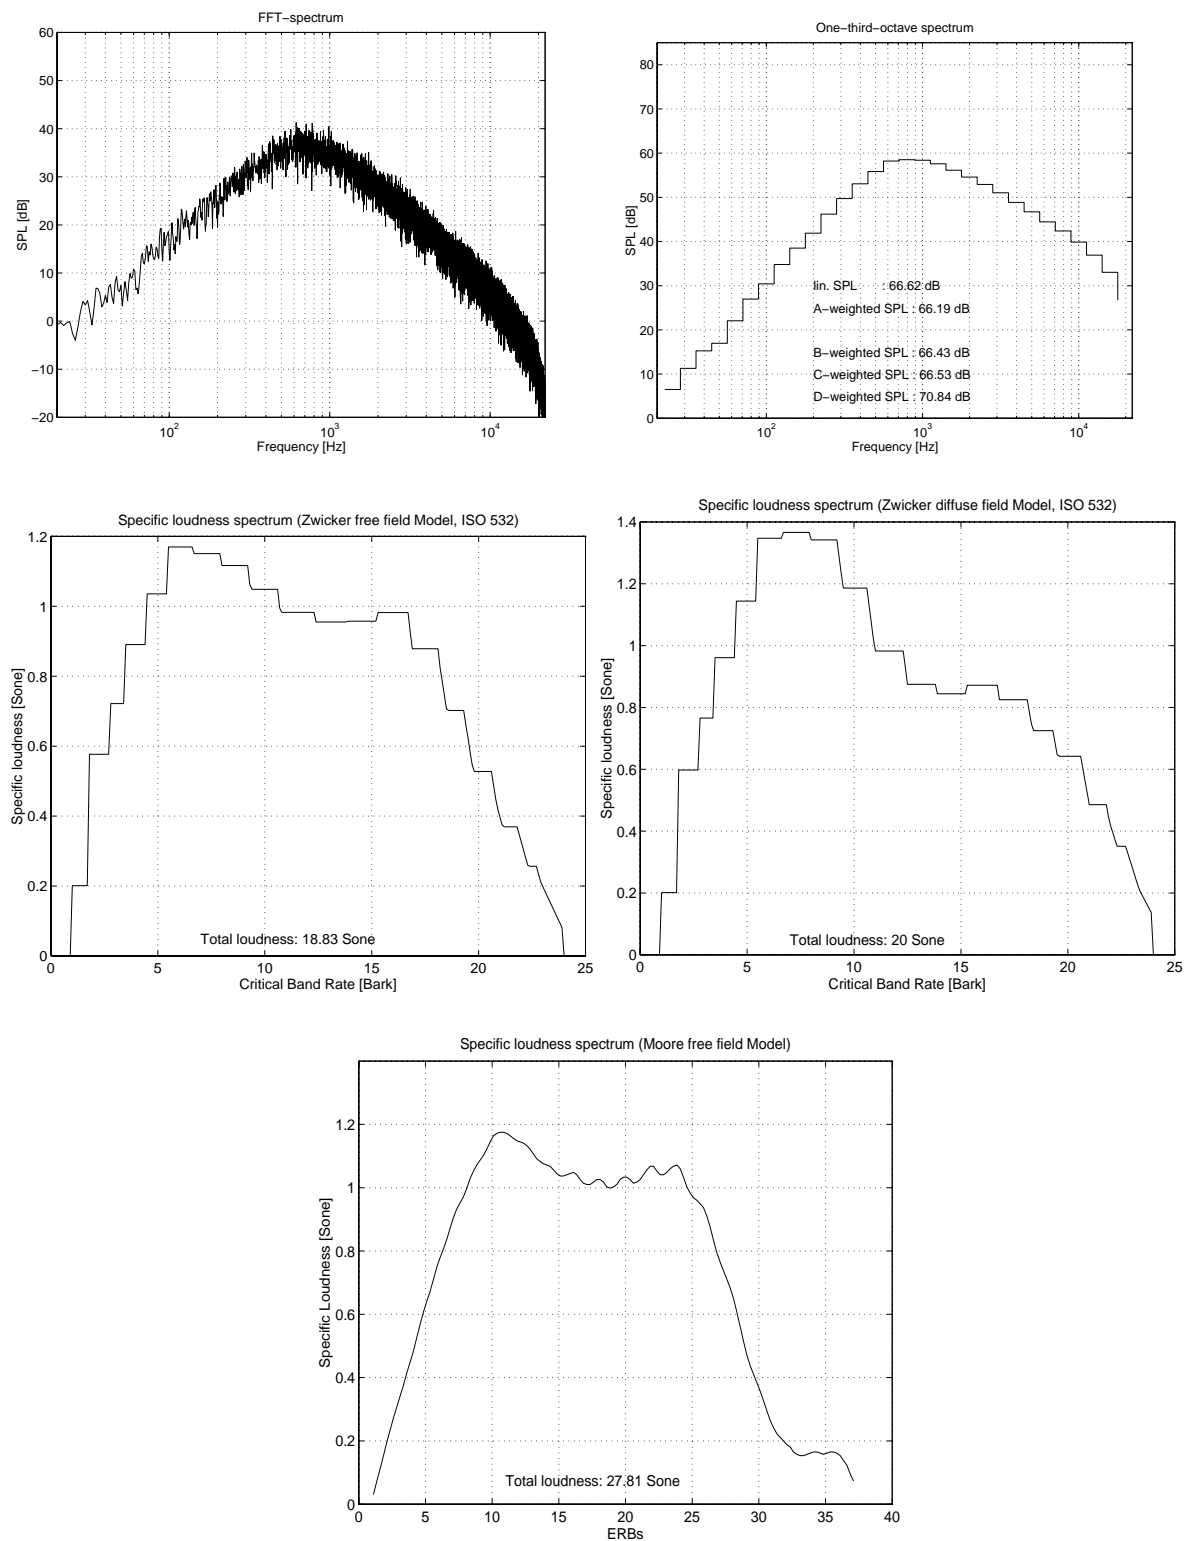 FFT−spectrum
60
50
40
30
20
10
0
−10
−20
SPL [dB]
10^2
10^3
10^4
Frequency [Hz]
One−third−octave spectrum
80
70
60
50
40
30
20
10
0
SPL [dB]
lin. SPL : 66.62 dB
A−weighted SPL : 66.19 dB
B−weighted SPL : 66.43 dB
C−weighted SPL : 66.53 dB
D−weighted SPL : 70.84 dB
10^2
10^3
10^4
Frequency [Hz]
Specific loudness spectrum (Zwicker free field Model, ISO 532)
1.2
1
0.8
0.6
0.4
0.2
0
Specific loudness [Sone]
Total loudness: 18.83 Sone
0 5 10 15 20 25
Critical Band Rate [Bark]
Specific loudness spectrum (Zwicker diffuse field Model, ISO 532)
1.4
1.2
1
0.8
0.6
0.4
0.2
0
Specific loudness [Sone]
Total loudness: 20 Sone
0 5 10 15 20 25
Critical Band Rate [Bark]
Specific loudness spectrum (Moore free field Model)
1.2
1
0.8
0.6
0.4
0.2
0
Specific Loudness [Sone]
Total loudness: 27.81 Sone
0 5 10 15 20 25 30 35 40
ERBs